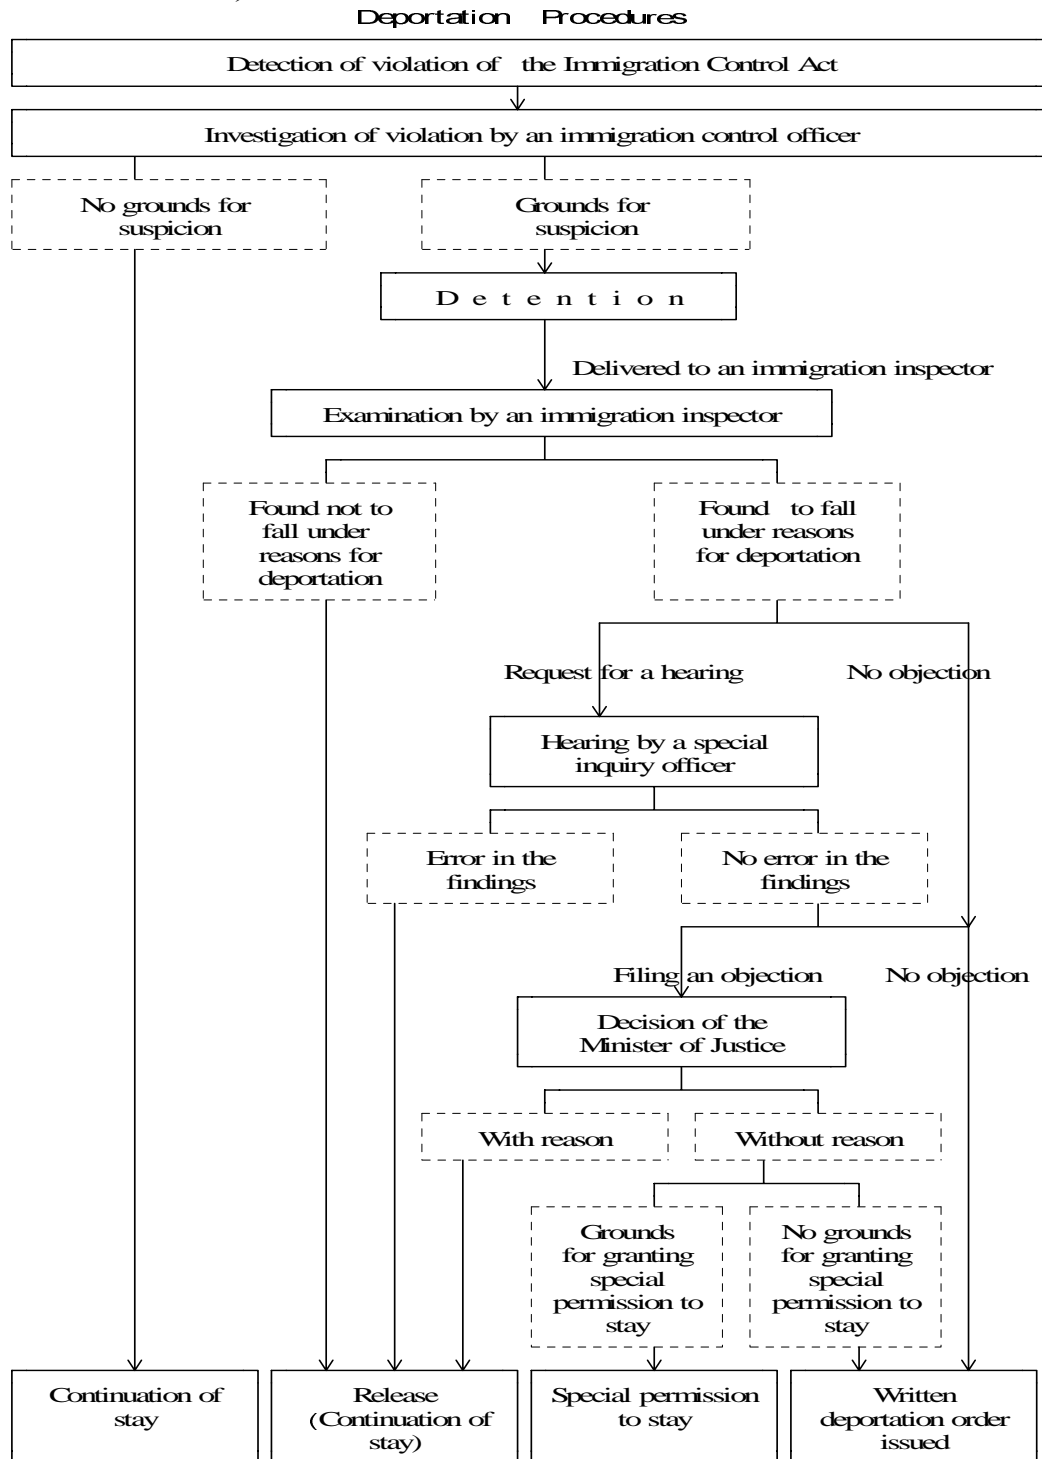 Deportation Procedures
Detection of violation of the Immigration Control Act
Investigation of violation by an immigration control officer
No grounds for
suspicion
Grounds for
suspicion
Detention
Delivered to an immigration inspector
Examination by an immigration inspector
Found not to
fall under
reasons for
deportation
Found to fall
under reasons
for deportation
Request for a hearing
No objection
Hearing by a special
inquiry officer
Error in the
findings
No error in the
findings
Filing an objection
No objection
Decision of the
Minister of Justice
With reason
Without reason
Grounds
for granting
special
permission to
stay
No grounds
for granting
special
permission to
stay
Continuation of
stay
Release
(Continuation of
stay)
Special permission
to stay
Written
deportation order
issued